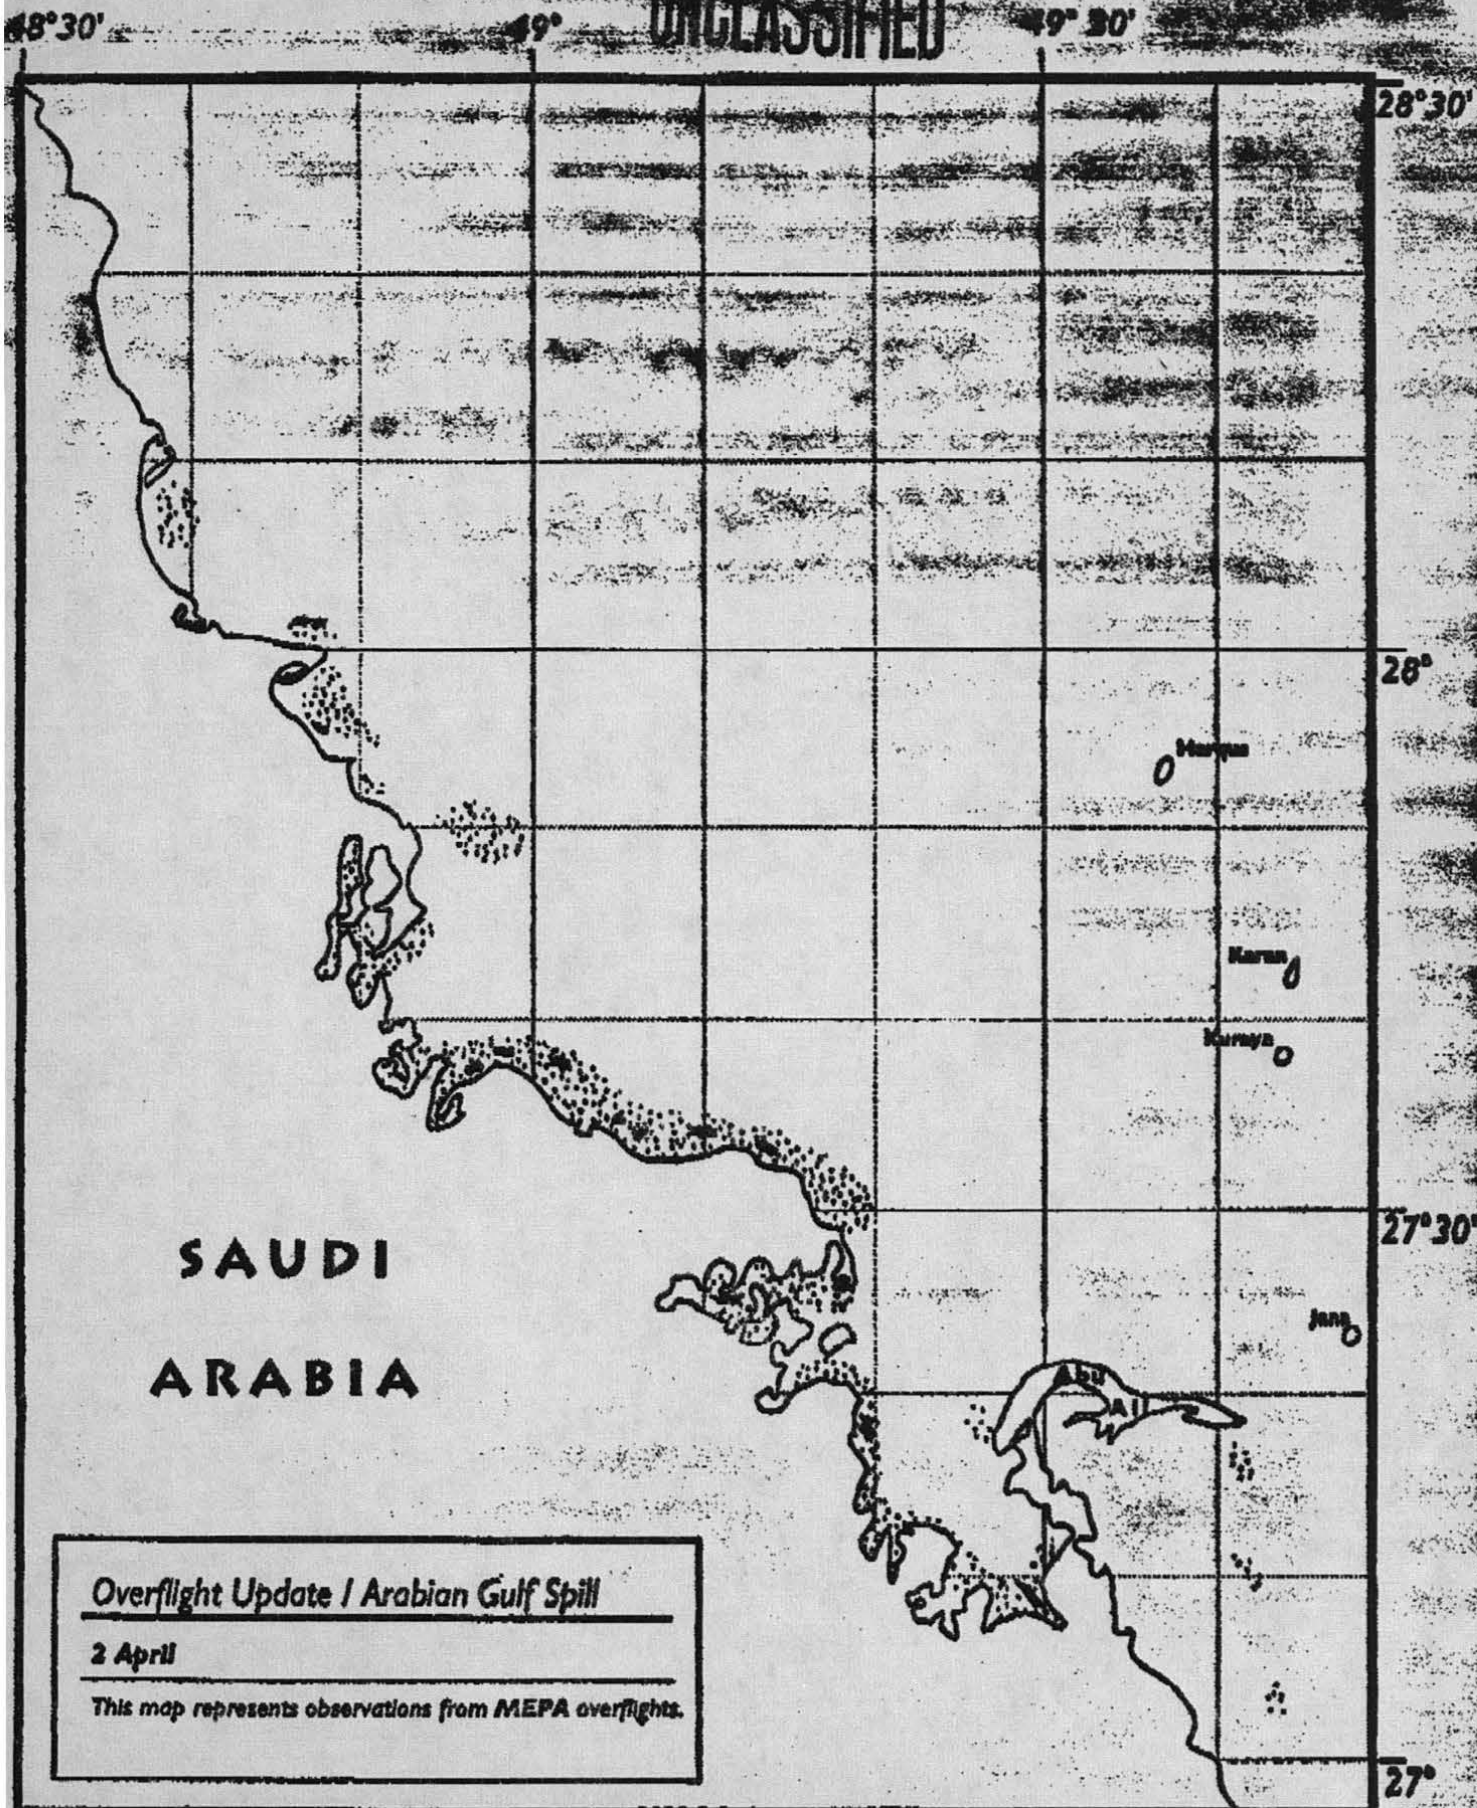 48°30'
49°
UNCLASSIFIED
49° 30'
28°30'
28°
Karan
Kuraya
27°30'
Jana
SAUDI
ARABIA
Abu
Ali
Overflight Update / Arabian Gulf Spill
2 April
This map represents observations from MEPA overflights.
27°